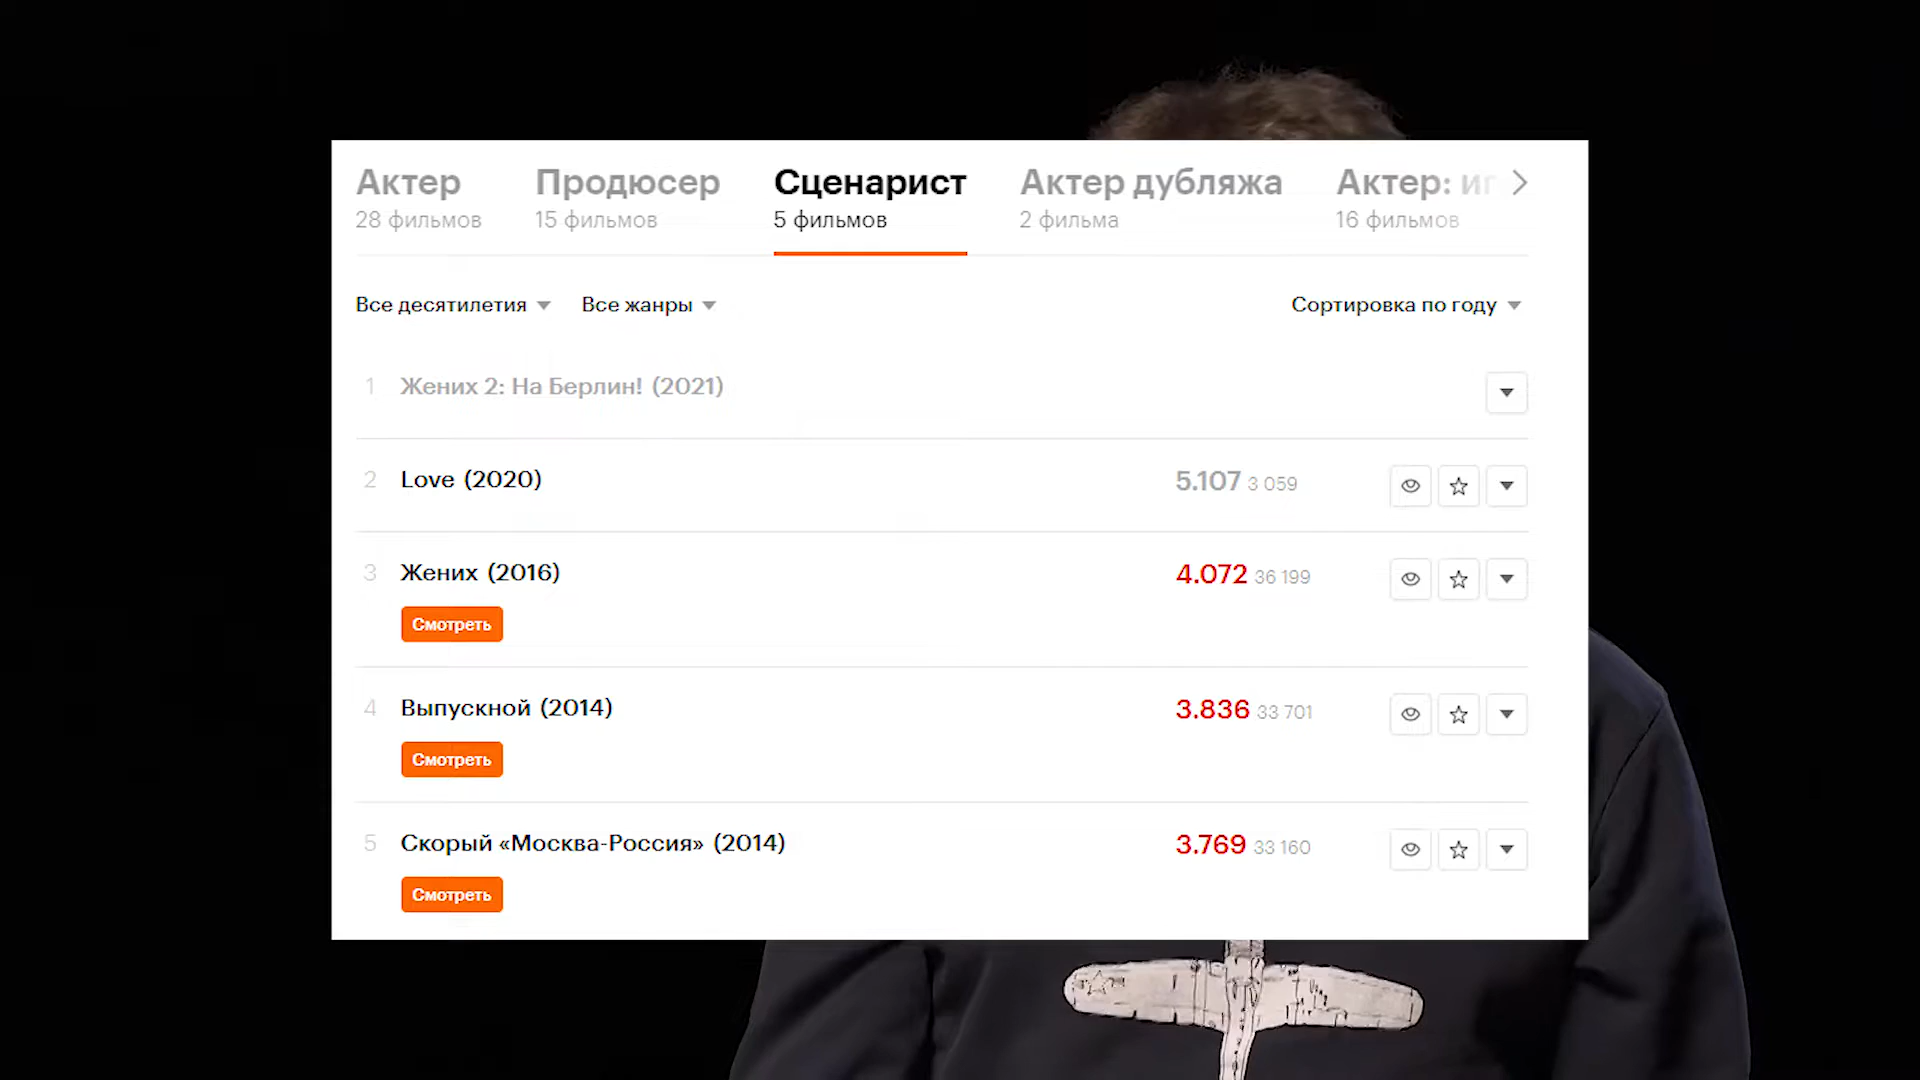 Актер
Продюсер
Сценарист
Актер дубляжа
Актер:
28 фильмов
15 фильмов
5 фильмов
2 фильма
16 фильмов
Все десятилетия
Все жанры
Сортировка по году
1 Жених 2: На Берлин! (2021)
2 Love (2020) 5.107 3 059
3 Жених (2016) 4.072 36 199
Смотреть
4 Выпускной (2014) 3.836 33 701
Смотреть
5 Скорый «Москва-Россия» (2014) 3.769 33 160
Смотреть